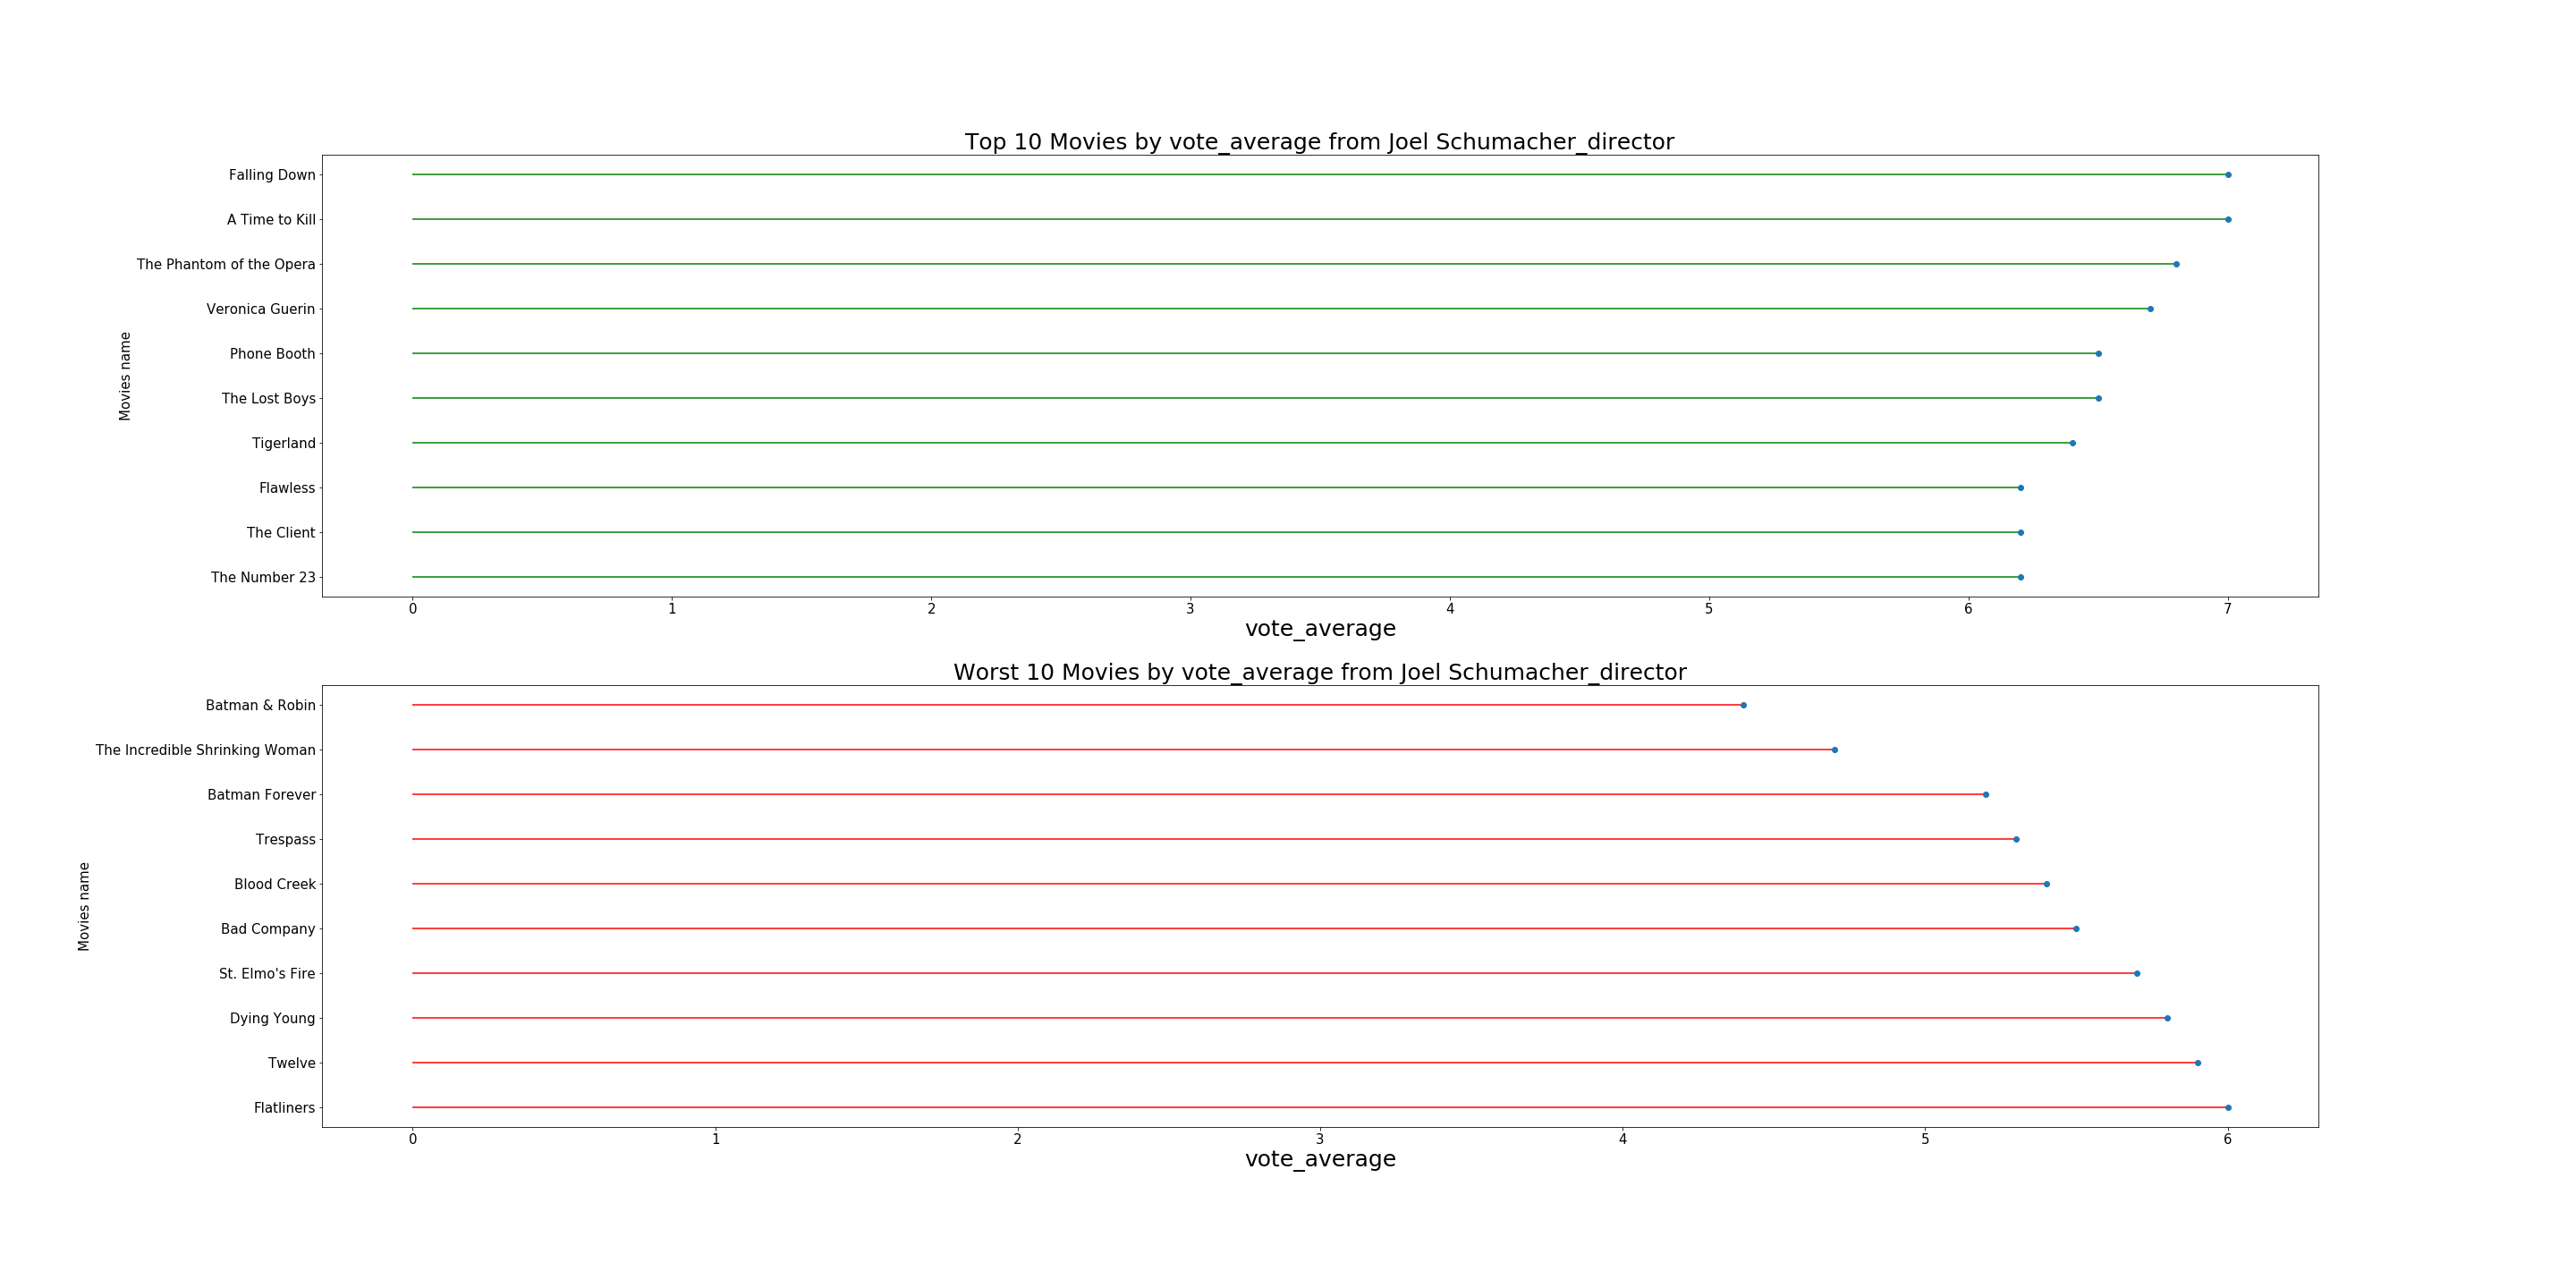 Top 10 Movies by vote_average from Joel Schumacher_director
Movies name
Falling Down
A Time to Kill
The Phantom of the Opera
Veronica Guerin
Phone Booth
The Lost Boys
Tigerland
Flawless
The Client
The Number 23
0 1 2 3 4 5 6 7
vote_average
Worst 10 Movies by vote_average from Joel Schumacher_director
Movies name
Batman & Robin
The Incredible Shrinking Woman
Batman Forever
Trespass
Blood Creek
Bad Company
St. Elmo's Fire
Dying Young
Twelve
Flatliners
0 1 2 3 4 5 6
vote_average